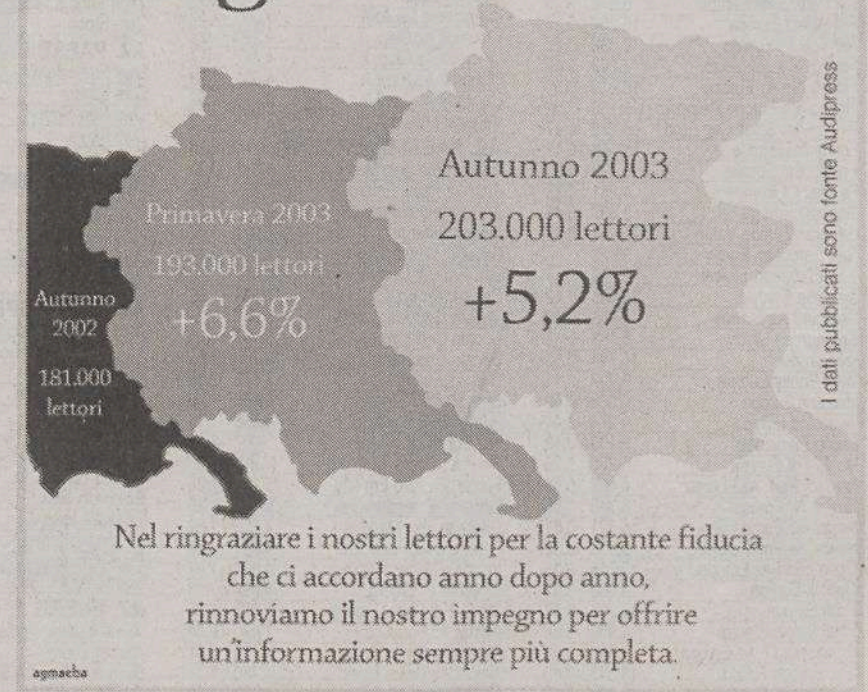 Autunno
2002
181.000
lettori
Primavera 2003
193.000 lettori
+6,6%
Autunno 2003
203.000 lettori
+5,2%
I dati pubblicati sono fonte Audipress
Nel ringraziare i nostri lettori per la costante fiducia
che ci accordano anno dopo anno,
rinnoviamo il nostro impegno per offrire
un'informazione sempre più completa.
agmaeba